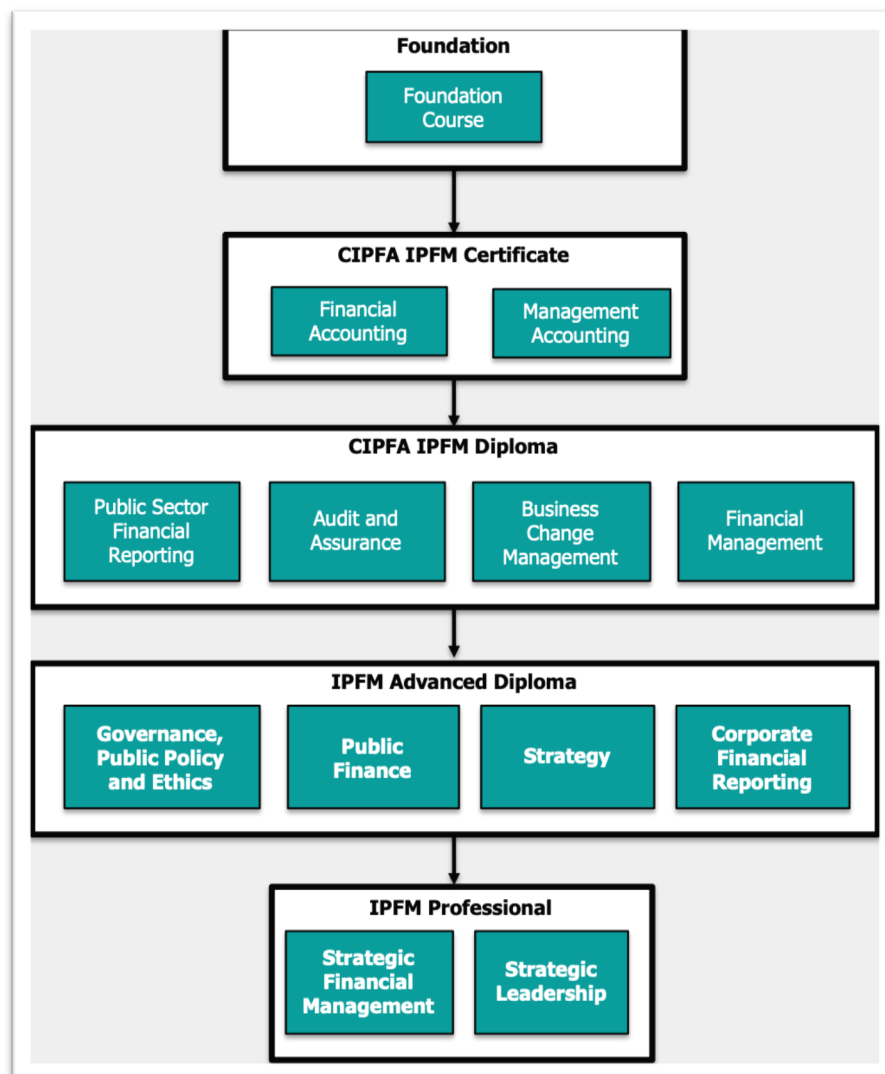 Foundation
Foundation
Course
CIPFA IPFM Certificate
Financial
Accounting
Management
Accounting
CIPFA IPFM Diploma
Public Sector
Financial
Reporting
Audit and
Assurance
Business
Change
Management
Financial
Management
IPFM Advanced Diploma
Governance,
Public Policy
and Ethics
Public
Finance
Strategy
Corporate
Financial
Reporting
IPFM Professional
Strategic
Financial
Management
Strategic
Leadership